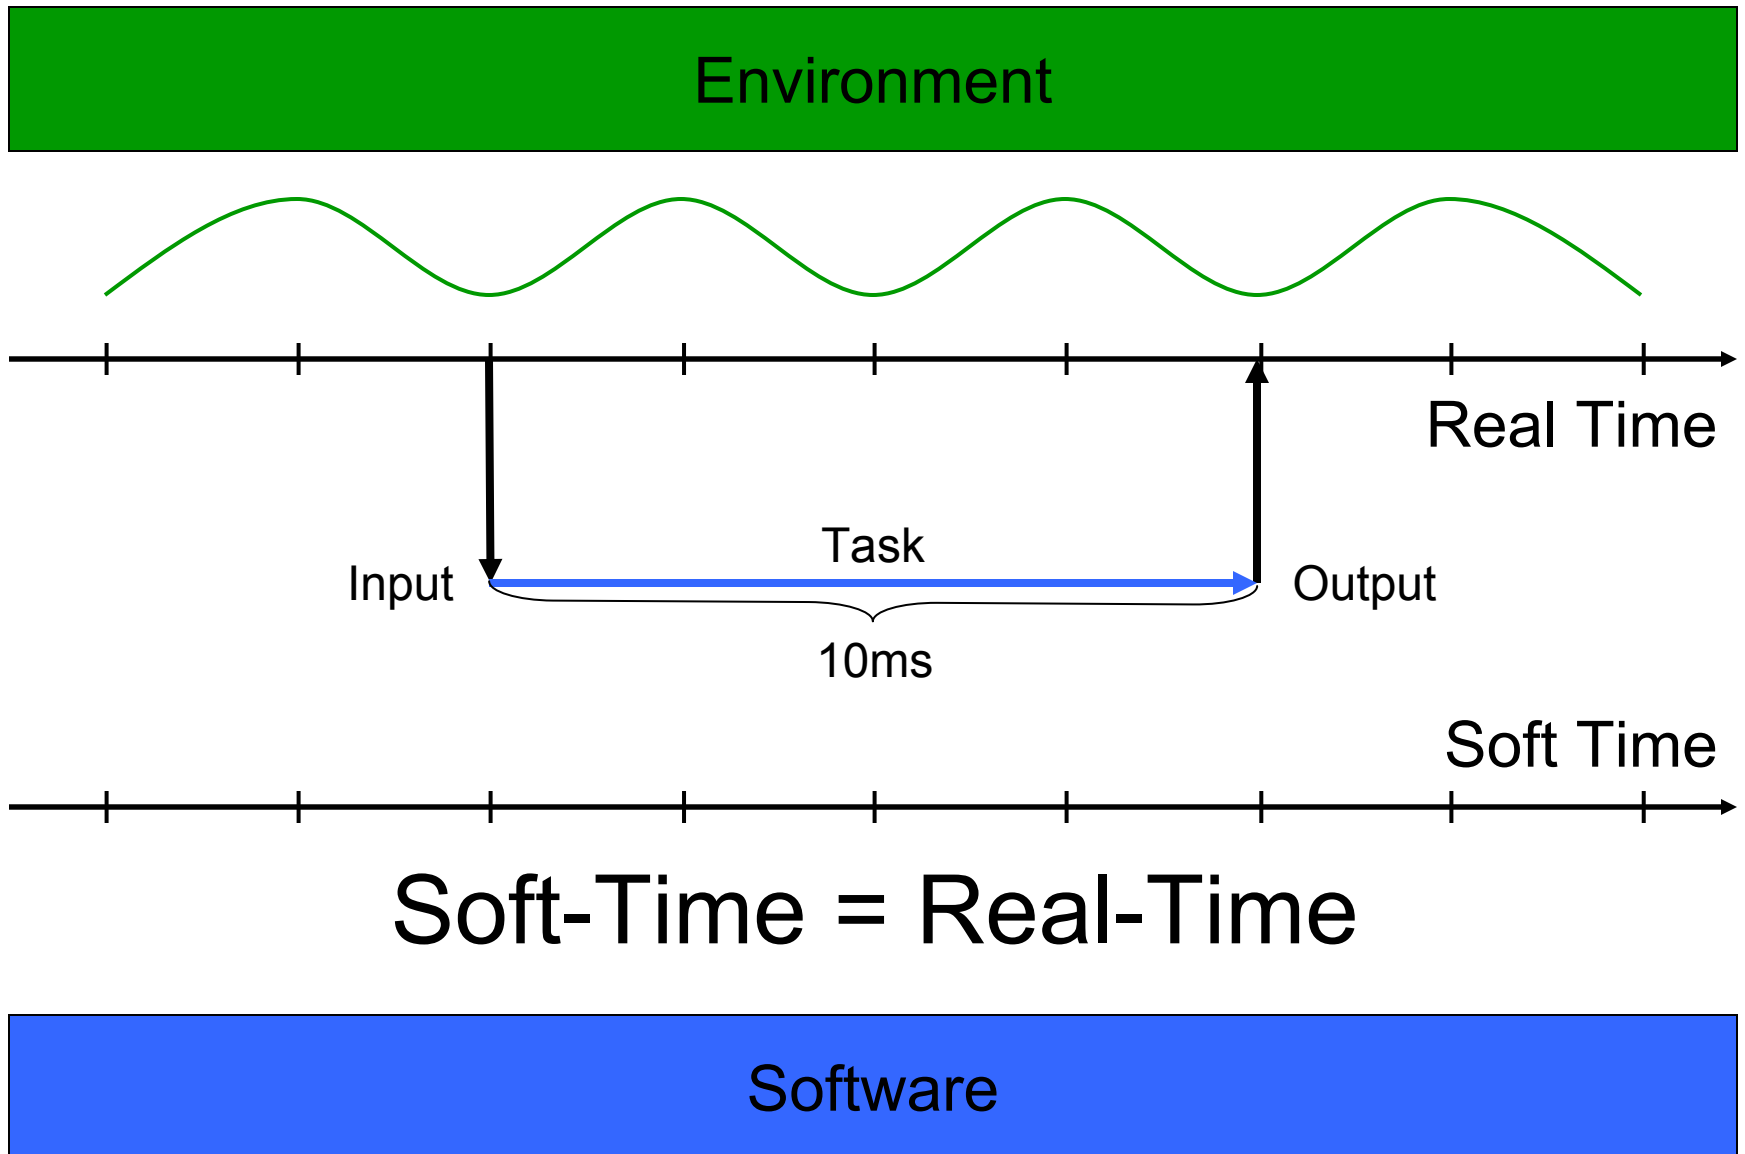 Environment
Real Time
Task
Input
Output
10ms
Soft Time
Soft-Time = Real-Time
Software